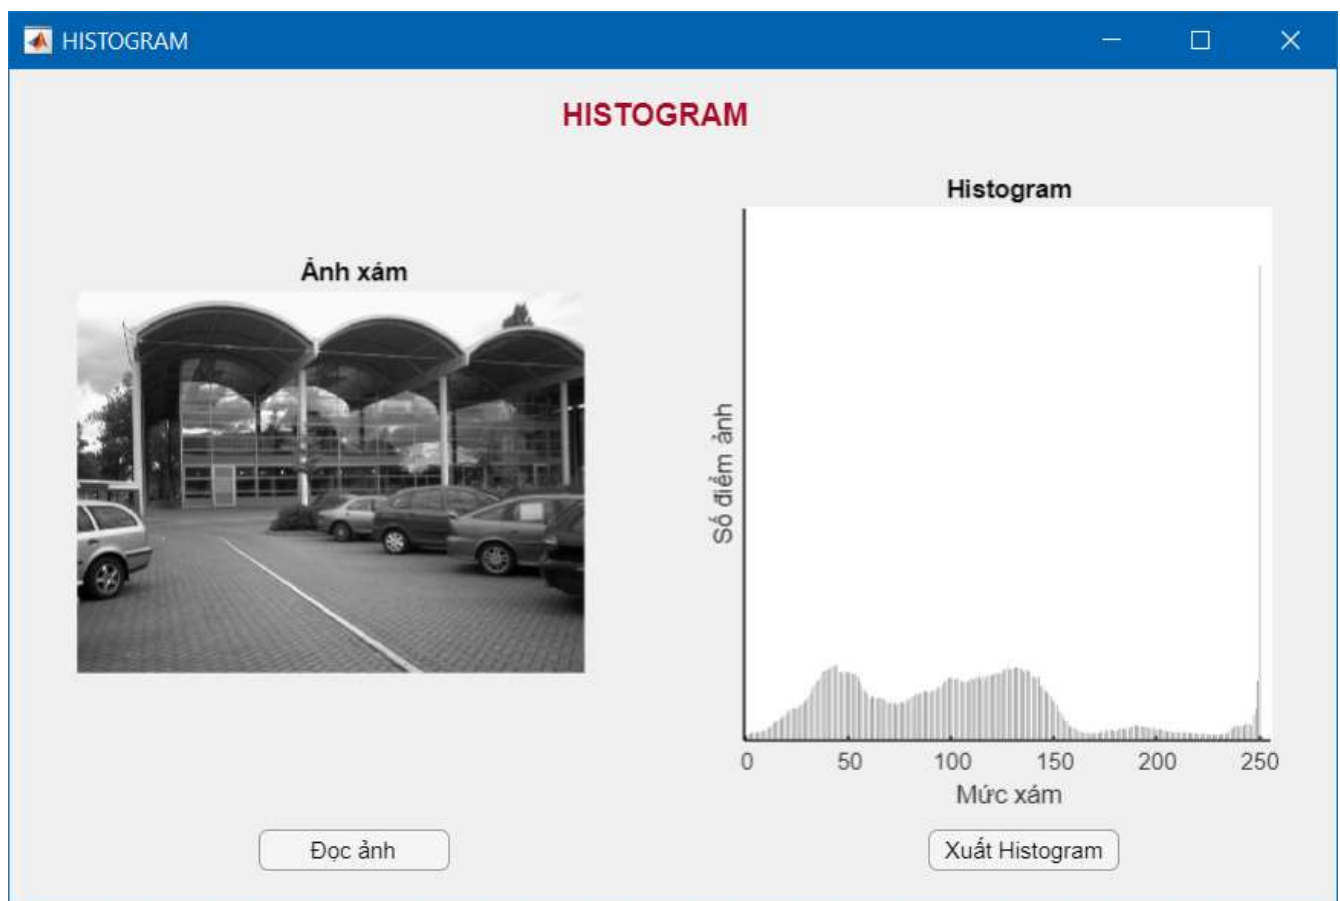 HISTOGRAM
HISTOGRAM
Ảnh xám
Histogram
Số điểm ảnh
0 50 100 150 200 250
Mức xám
Đọc ảnh
Xuất Histogram